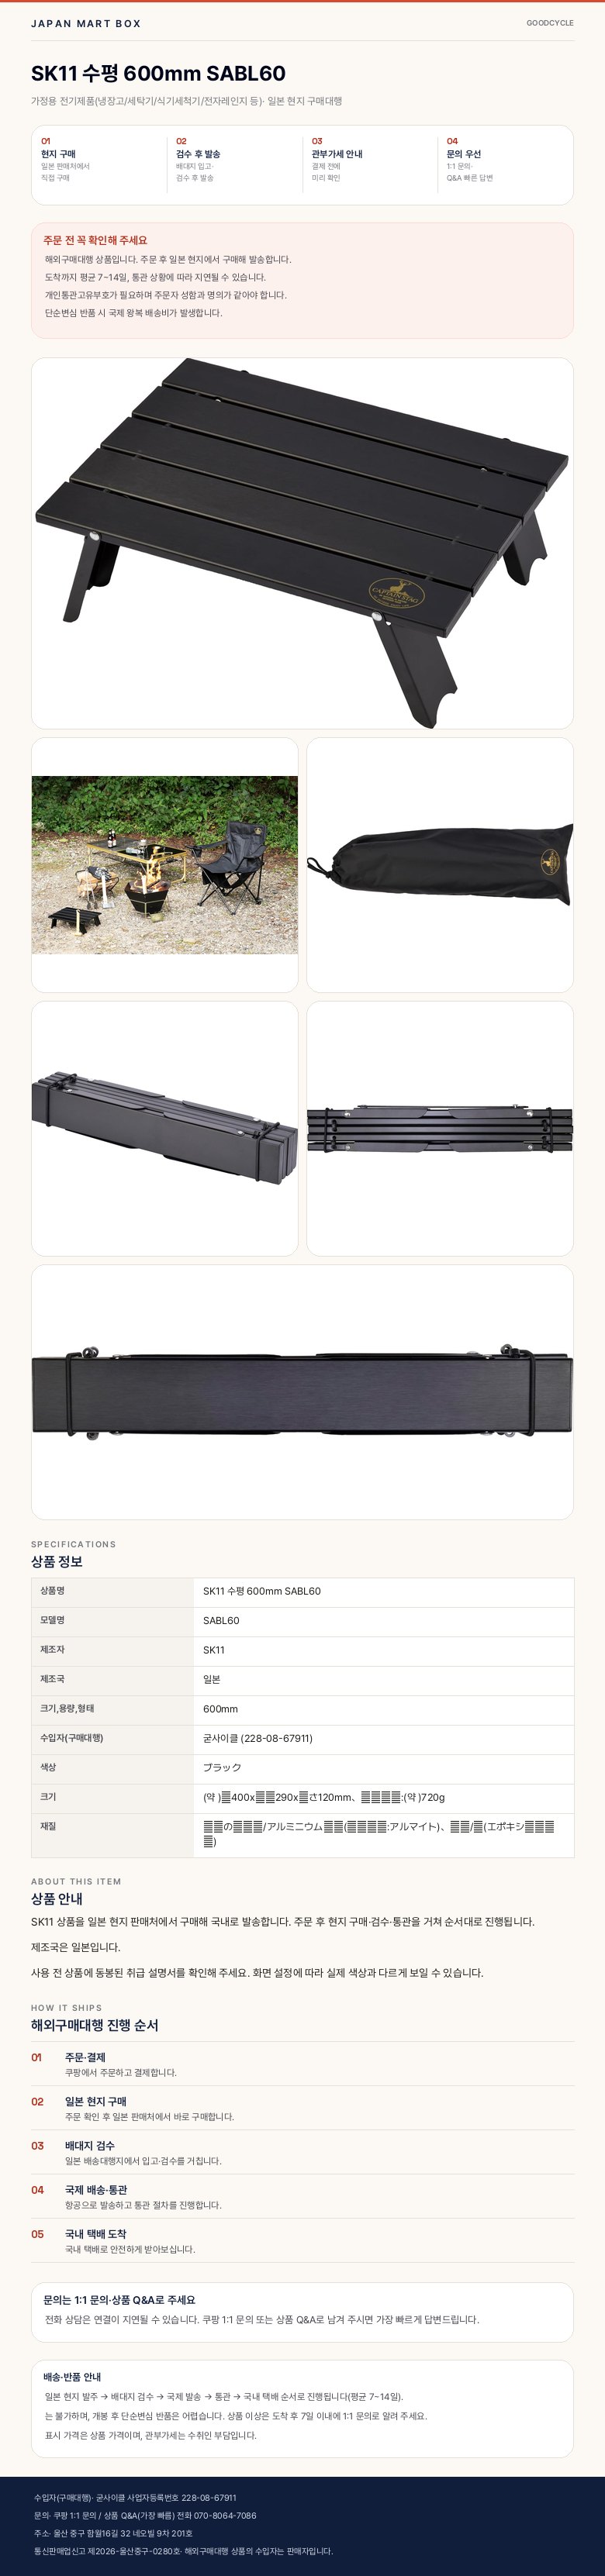 JAPAN MART BOX
GOODCYCLE
SK11 수평 600mm SABL60
가정용 전기제품(냉장고/세탁기/식기세척기/전자레인지 등)· 일본 현지 구매대행
01
현지 구매
일본 판매처에서
직접 구매
02
검수 후 발송
배대지 입고·
검수 후 발송
03
관부가세 안내
결제 전에
미리 확인
04
문의 우선
1:1 문의·
Q&A 빠른 답변
주문 전 꼭 확인해 주세요
해외구매대행 상품입니다. 주문 후 일본 현지에서 구매해 발송합니다.
도착까지 평균 7~14일, 통관 상황에 따라 지연될 수 있습니다.
개인통관고유부호가 필요하며 주문자 성함과 명의가 같아야 합니다.
단순변심 반품 시 국제 왕복 배송비가 발생합니다.
CAPTAIN STAG
SPECIFICATIONS
상품 정보
상품명 SK11 수평 600mm SABL60
모델명 SABL60
제조자 SK11
제조국 일본
크기,용량,형태 600mm
수입자(구매대행) 굳사이클 (228-08-67911)
색상 ブラック
크기 (약 )400x290xさ120mm、:(약 )720g
재질 の/アルミニウム(:アルマイト)、/(エポキシ
)
ABOUT THIS ITEM
상품 안내
SK11 상품을 일본 현지 판매처에서 구매해 국내로 발송합니다. 주문 후 현지 구매·검수·통관을 거쳐 순서대로 진행됩니다.
제조국은 일본입니다.
사용 전 상품에 동봉된 취급 설명서를 확인해 주세요. 화면 설정에 따라 실제 색상과 다르게 보일 수 있습니다.
HOW IT SHIPS
해외구매대행 진행 순서
01 주문·결제
쿠팡에서 주문하고 결제합니다.
02 일본 현지 구매
주문 확인 후 일본 판매처에서 바로 구매합니다.
03 배대지 검수
일본 배송대행지에서 입고·검수를 거칩니다.
04 국제 배송·통관
항공으로 발송하고 통관 절차를 진행합니다.
05 국내 택배 도착
국내 택배로 안전하게 받아보십니다.
문의는 1:1 문의·상품 Q&A로 주세요
전화 상담은 연결이 지연될 수 있습니다. 쿠팡 1:1 문의 또는 상품 Q&A로 남겨 주시면 가장 빠르게 답변드립니다.
배송·반품 안내
일본 현지 발주 → 배대지 검수 → 국제 발송 → 통관 → 국내 택배 순서로 진행됩니다(평균 7~14일).
는 불가하며, 개봉 후 단순변심 반품은 어렵습니다. 상품 이상은 도착 후 7일 이내에 1:1 문의로 알려 주세요.
표시 가격은 상품 가격이며, 관부가세는 수취인 부담입니다.
수입자(구매대행)· 굳사이클 사업자등록번호 228-08-67911
문의· 쿠팡 1:1 문의 / 상품 Q&A(가장 빠름) 전화 070-8064-7086
주소· 울산 중구 함월16길 32 네오빌 9차 201호
통신판매업신고 제2026-울산중구-0280호· 해외구매대행 상품의 수입자는 판매자입니다.